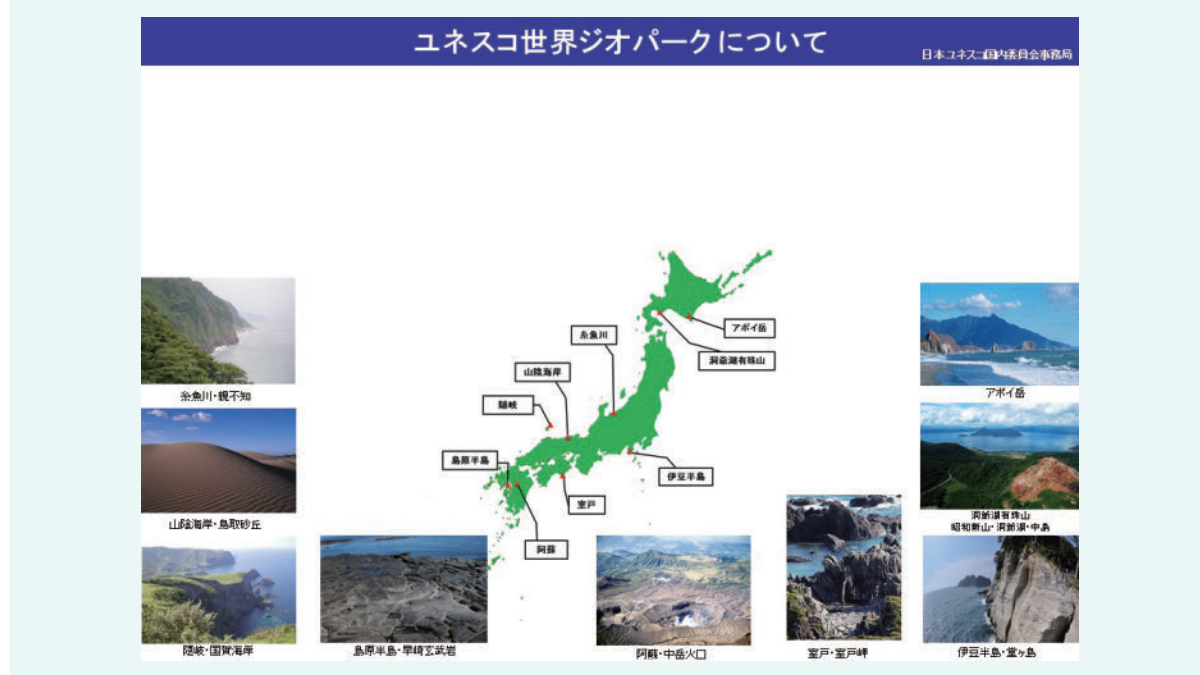 ユネスコ世界ジオパークについて
日本ユネスコ国内委員会事務局
アポイ岳
糸魚川
洞爺湖有珠山
山陰海岸
隠岐
島原半島
伊豆半島
室戸
阿蘇
糸魚川・親不知
山陰海岸・鳥取砂丘
隠岐・国賀海岸
島原半島・早崎玄武岩
阿蘇・中岳火口
室戸・室戸岬
アポイ岳
洞爺湖有珠山
昭和新山・洞爺湖・中島
伊豆半島・堂ヶ島